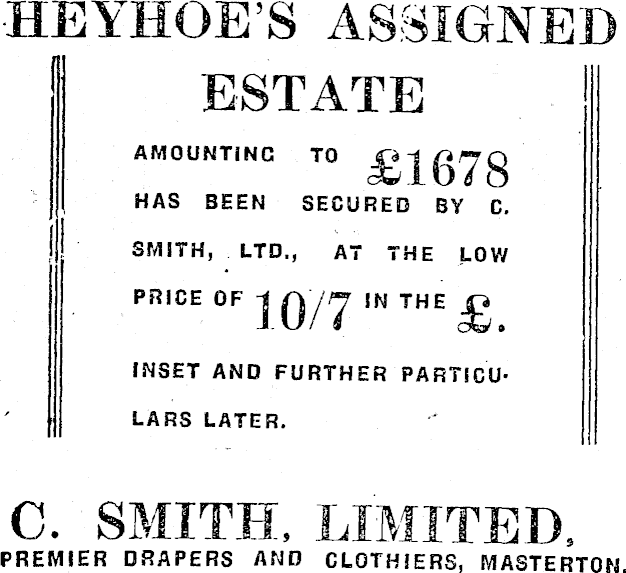 HEYHOE'S ASSIGNED
ESTATE
AMOUNTING TO £1678
HAS BEEN SECURED BY C.
SMITH, LTD., AT THE LOW
PRICE OF 10/7 IN THE £.
INSET AND FURTHER PARTICU-
LARS LATER.
C. SMITH, LIMITED,
PREMIER DRAPERS AND CLOTHIERS, MASTERTON.